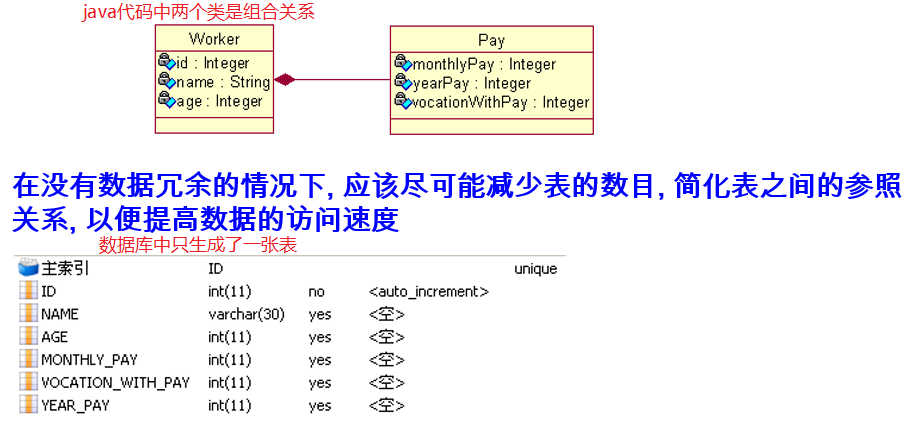 java代码中两个类是组合关系
Worker
id : Integer
name : String
age : Integer
Pay
monthlyPay : Integer
yearPay : Integer
vocationWithPay : Integer
在没有数据冗余的情况下, 应该尽可能减少表的数目, 简化表之间的参照
关系, 以便提高数据的访问速度
数据库中只生成了一张表
主索引 ID unique
ID int(11) no <auto_increment>
NAME varchar(30) yes <空>
AGE int(11) yes <空>
MONTHLY_PAY int(11) yes <空>
VOCATION_WITH_PAY int(11) yes <空>
YEAR_PAY int(11) yes <空>